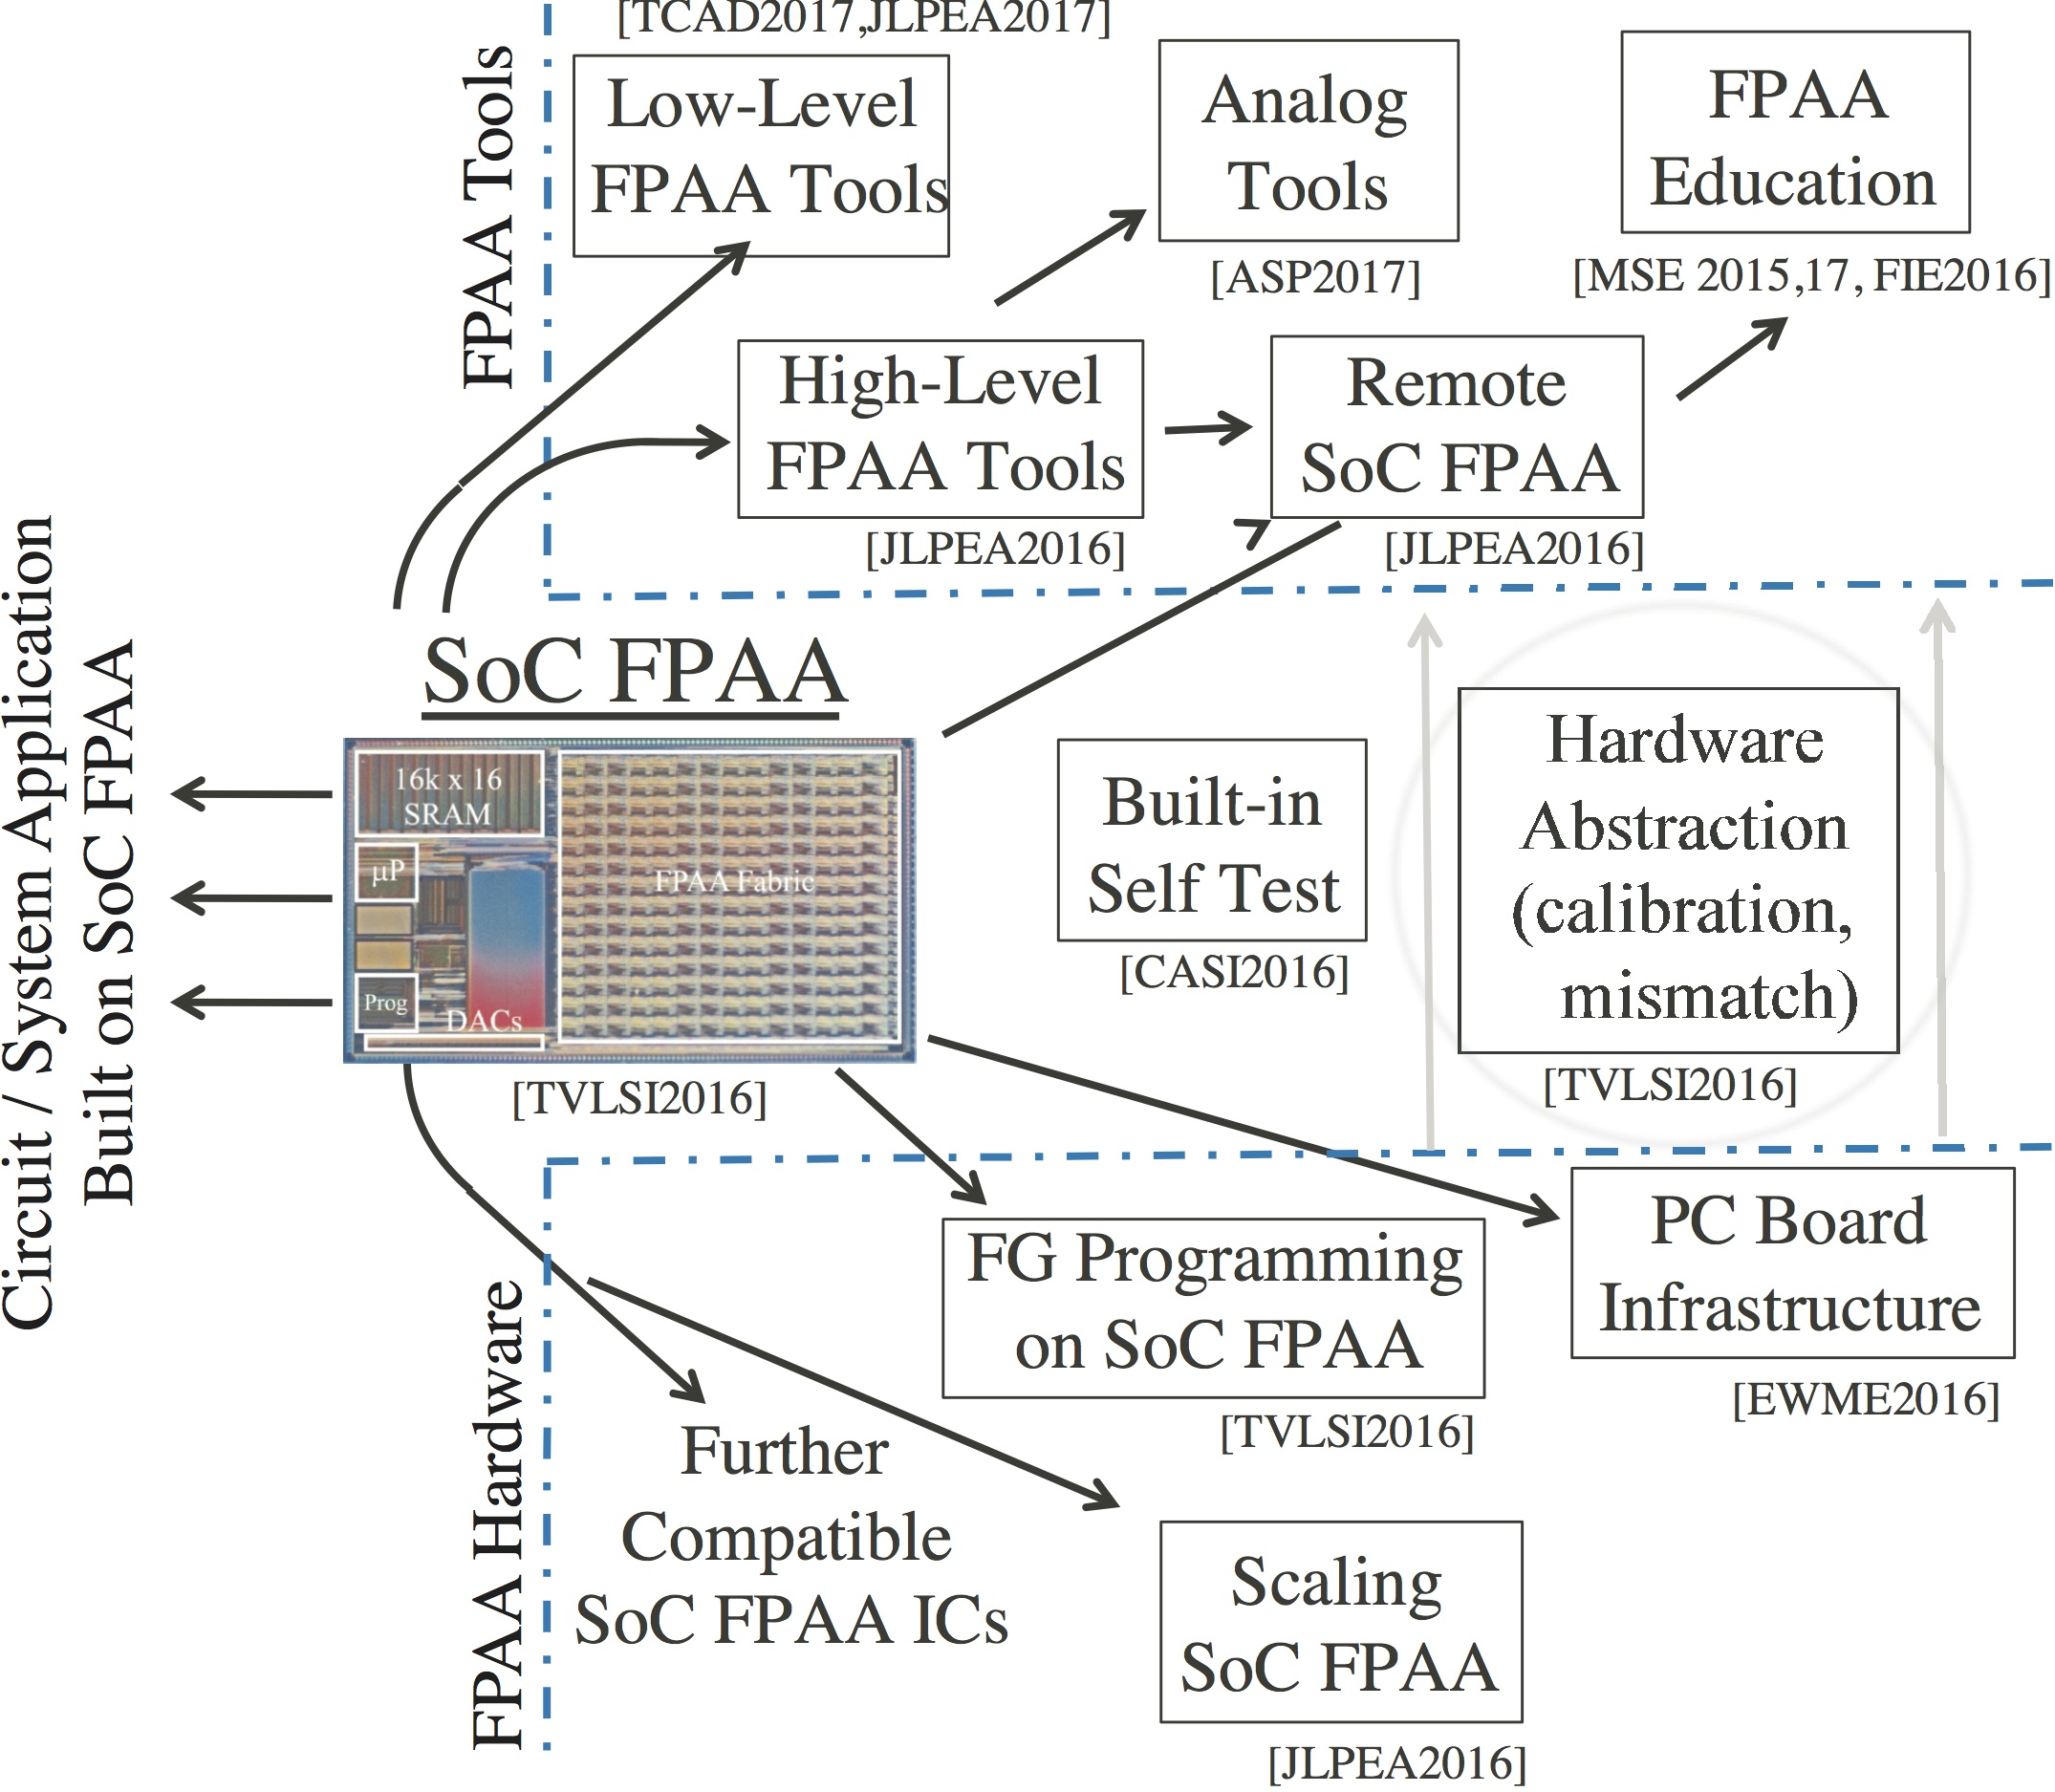 [TCAD2017,JLPEA2017]
FPAA Tools
Low-Level
FPAA Tools
Analog
Tools
[ASP2017]
FPAA
Education
[MSE 2015,17, FIE2016]
High-Level
FPAA Tools
[JLPEA2016]
Remote
SoC FPAA
[JLPEA2016]
Circuit / System Application
Built on SoC FPAA
SoC FPAA
16k x 16
SRAM
μP
FPAA Fabric
Prog
DACs
[TVLSI2016]
Built-in
Self Test
[CASI2016]
Hardware
Abstraction
(calibration,
mismatch)
[TVLSI2016]
FPAA Hardware
FG Programming
on SoC FPAA
[TVLSI2016]
PC Board
Infrastructure
[EWME2016]
Further
Compatible
SoC FPAA ICs
Scaling
SoC FPAA
[JLPEA2016]